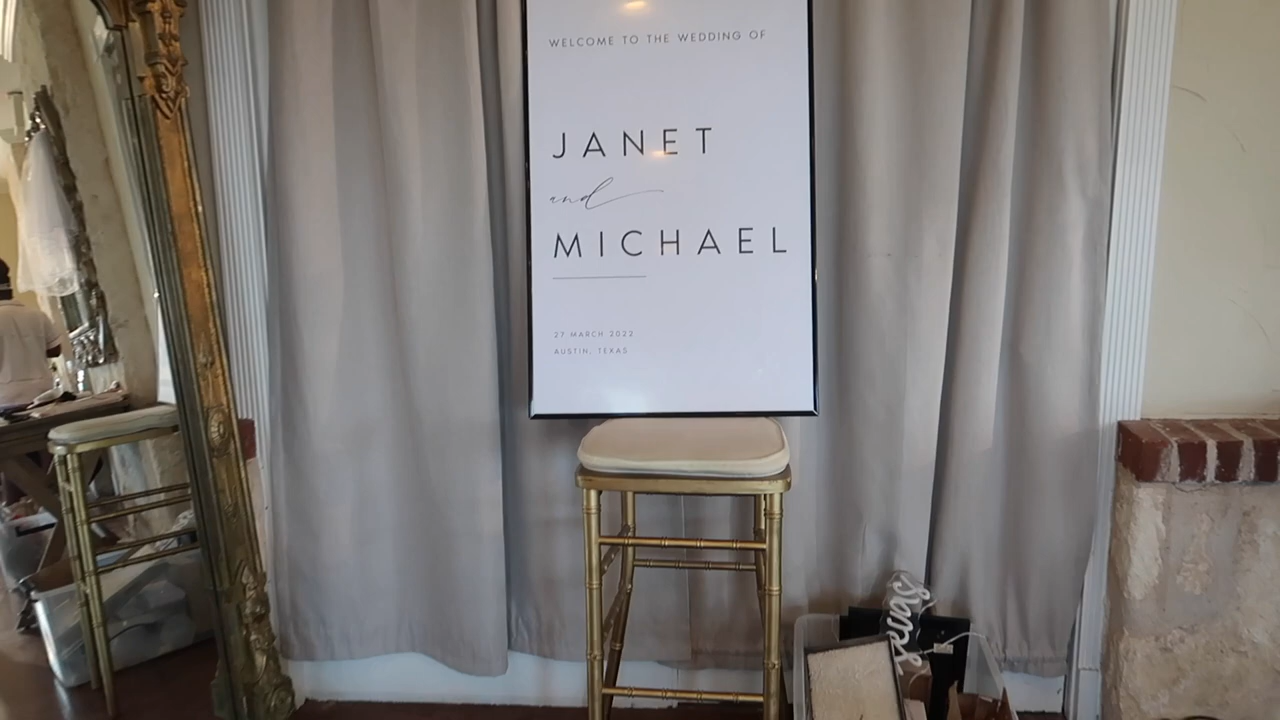 WELCOME TO THE WEDDING OF
JANET
and
MICHAEL
27 MARCH 2022
AUSTIN, TEXAS